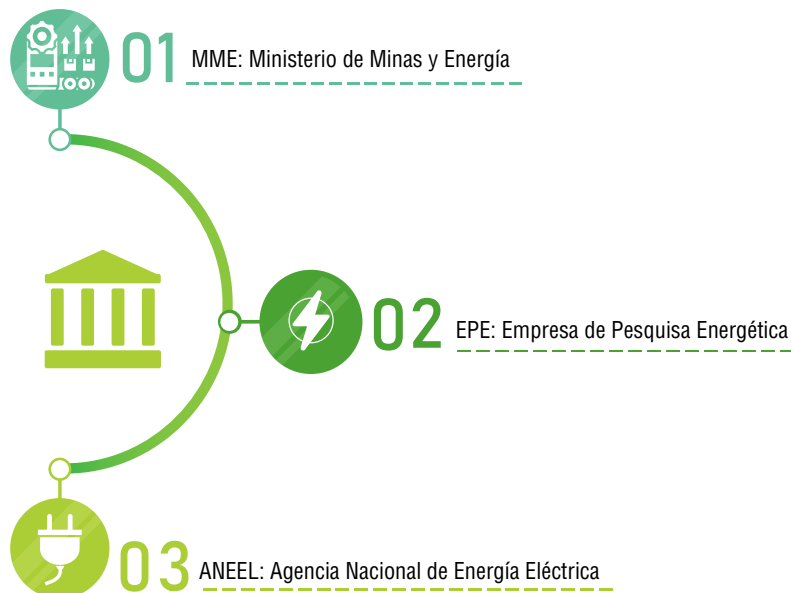 01 MME: Ministerio de Minas y Energía
02 EPE: Empresa de Pesquisa Energética
03 ANEEL: Agencia Nacional de Energía Eléctrica